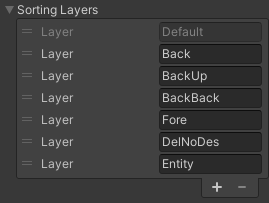 Sorting Layers
Layer Default
Layer Back
Layer BackUp
Layer BackBack
Layer Fore
Layer DelNoDes
Layer Entity
+ −